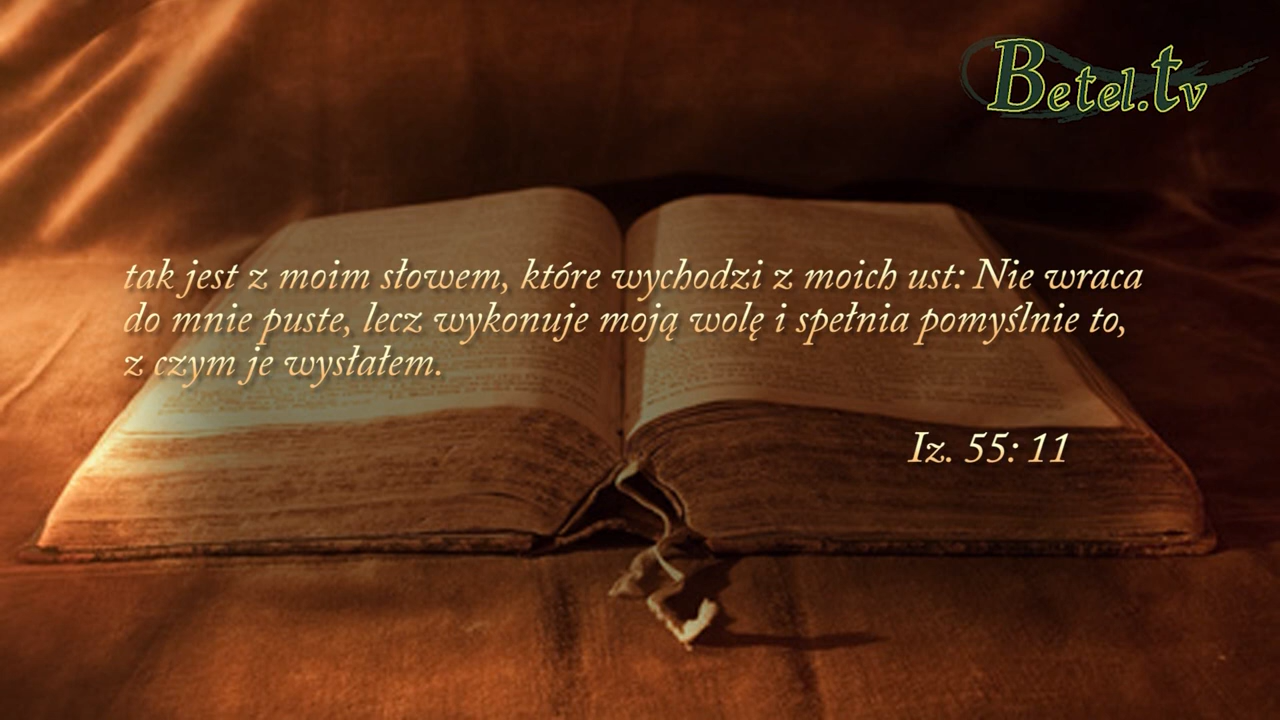 Betel.tv
tak jest z moim słowem, które wychodzi z moich ust: Nie wraca
do mnie puste, lecz wykonuje moją wolę i spełnia pomyślnie to,
z czym je wysłałem.
Iz. 55: 11